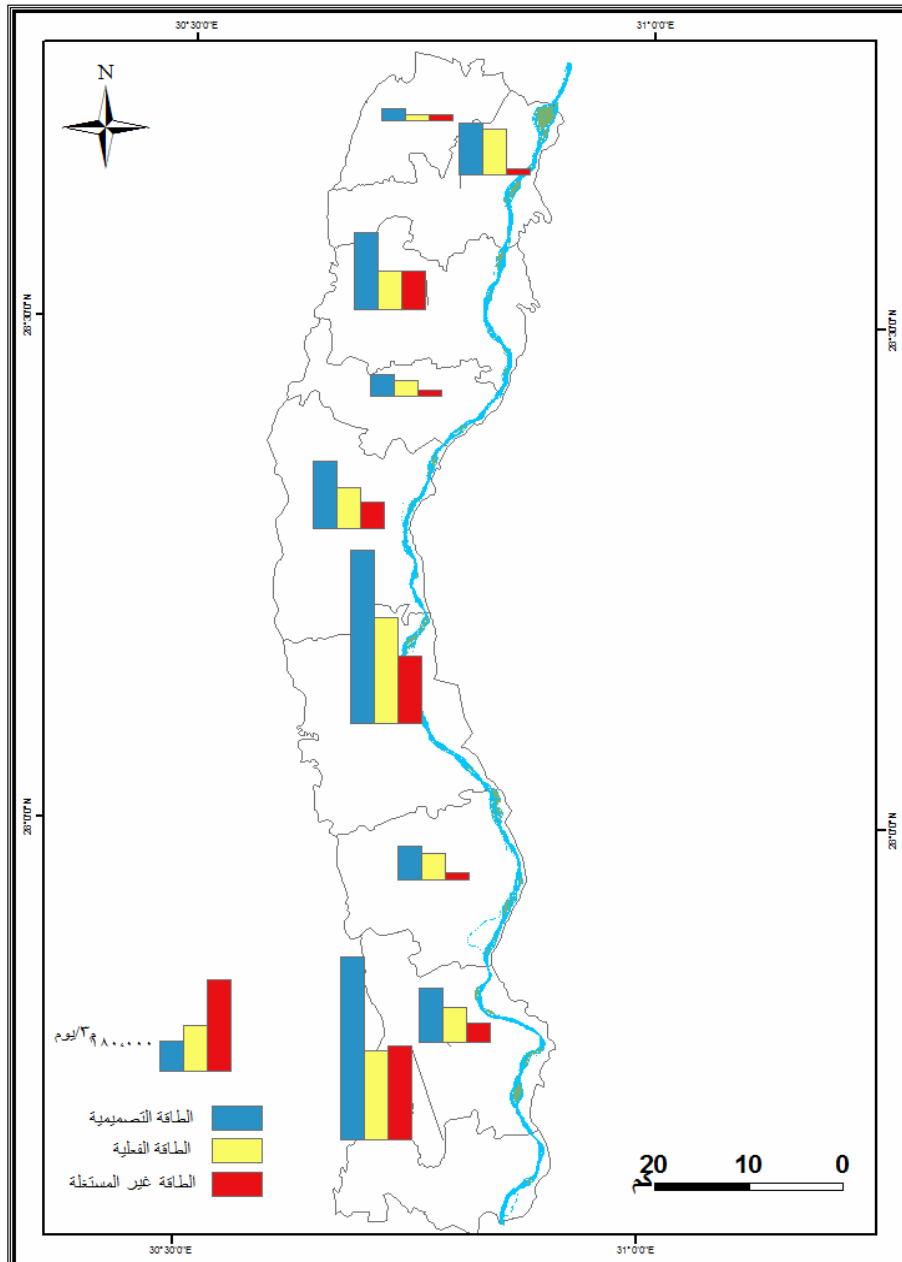 30°30'0"E
31°0'0"E
N
28°30'0"N
28°30'0"N
28°0'0"N
28°0'0"N
١٨٠,٠٠٠م٣/يوم
الطاقة التصميمية
الطاقة الفعلية
الطاقة غير المستغلة
20 10 0
كم
30°30'0"E
31°0'0"E